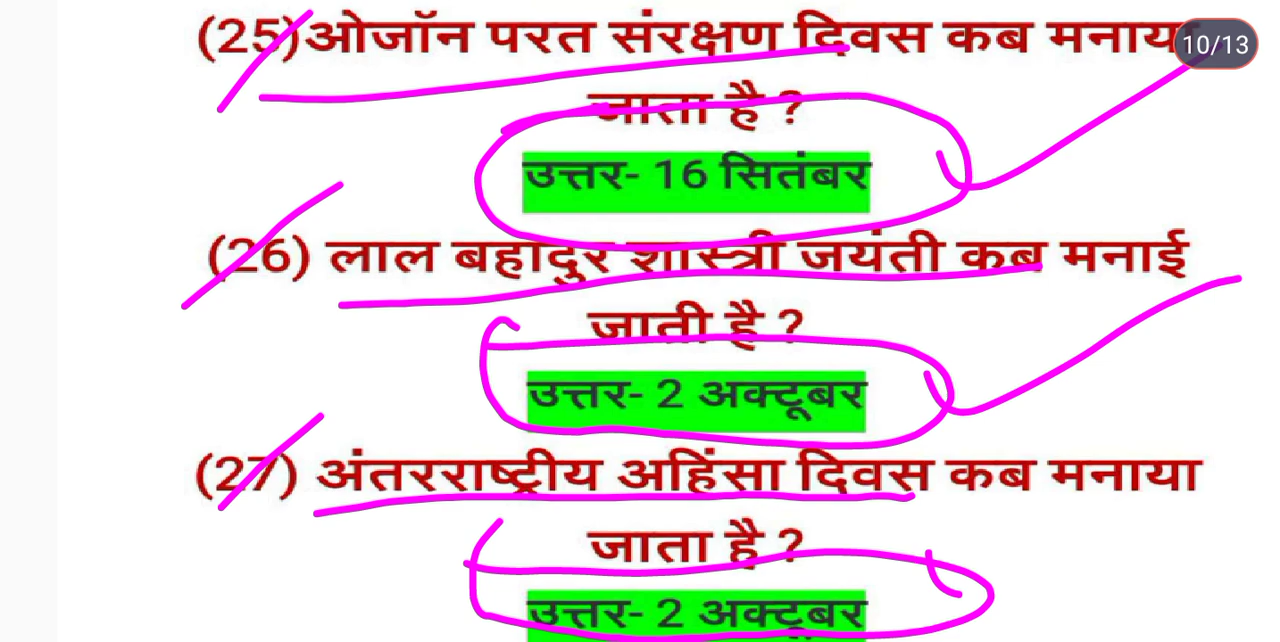 (25)ओजॉन परत संरक्षण दिवस कब मनाया
10/13
जाता है ?
उत्तर- 16 सितंबर
(26) लाल बहादुर शास्त्री जयंती कब मनाई
जाती है ?
उत्तर- 2 अक्टूबर
(27) अंतरराष्ट्रीय अहिंसा दिवस कब मनाया
जाता है ?
उत्तर- 2 अक्टूबर